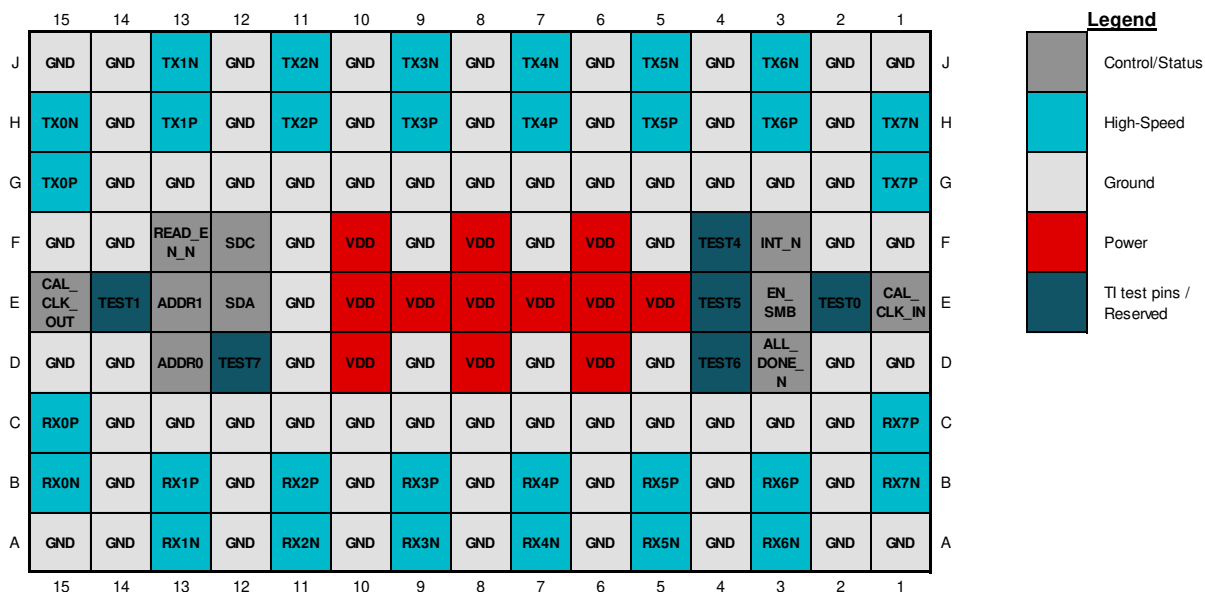 15 14 13 12 11 10 9 8 7 6 5 4 3 2 1
J GND GND TX1N GND TX2N GND TX3N GND TX4N GND TX5N GND TX6N GND GND J
H TX0N GND TX1P GND TX2P GND TX3P GND TX4P GND TX5P GND TX6P GND TX7N H
G TX0P GND GND GND GND GND GND GND GND GND GND GND GND GND TX7P G
F GND GND READ_E
N_N SDC GND VDD GND VDD GND VDD GND TEST4 INT_N GND GND F
E CAL_
CLK_
OUT TEST1 ADDR1 SDA GND VDD VDD VDD VDD VDD VDD TEST5 EN_
SMB TEST0 CAL_
CLK_IN E
D GND GND ADDR0 TEST7 GND VDD GND VDD GND VDD GND TEST6 ALL_
DONE_
N GND GND D
C RX0P GND GND GND GND GND GND GND GND GND GND GND GND GND RX7P C
B RX0N GND RX1P GND RX2P GND RX3P GND RX4P GND RX5P GND RX6P GND RX7N B
A GND GND RX1N GND RX2N GND RX3N GND RX4N GND RX5N GND RX6N GND GND A
15 14 13 12 11 10 9 8 7 6 5 4 3 2 1
Legend
Control/Status
High-Speed
Ground
Power
TI test pins /
Reserved